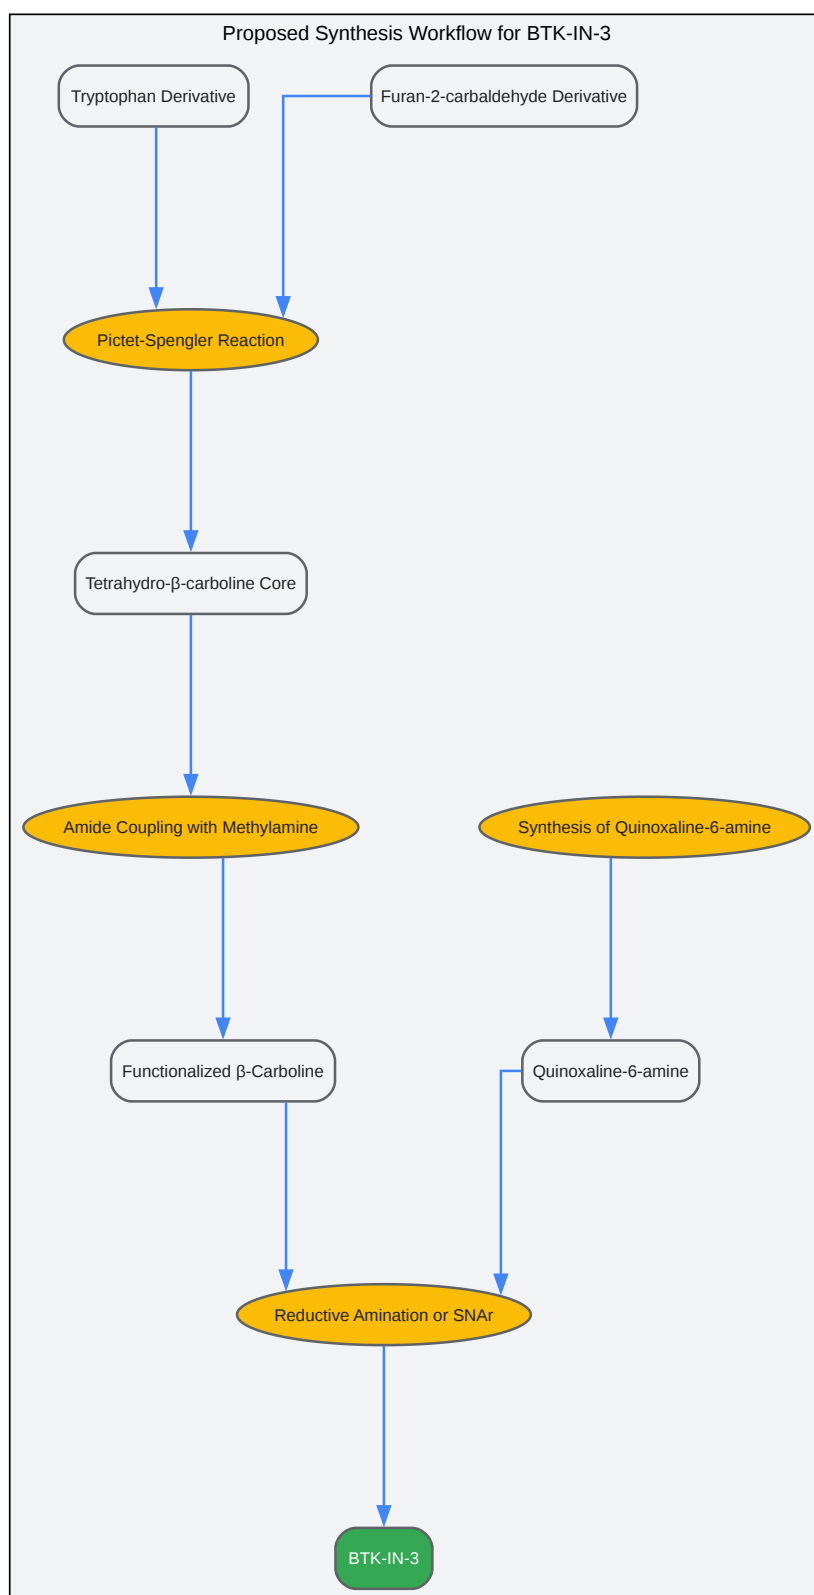 Proposed Synthesis Workflow for BTK-IN-3
Tryptophan Derivative
Furan-2-carbaldehyde Derivative
Pictet-Spengler Reaction
Tetrahydro-β-carboline Core
Amide Coupling with Methylamine
Synthesis of Quinoxaline-6-amine
Functionalized β-Carboline
Quinoxaline-6-amine
Reductive Amination or SNAr
BTK-IN-3